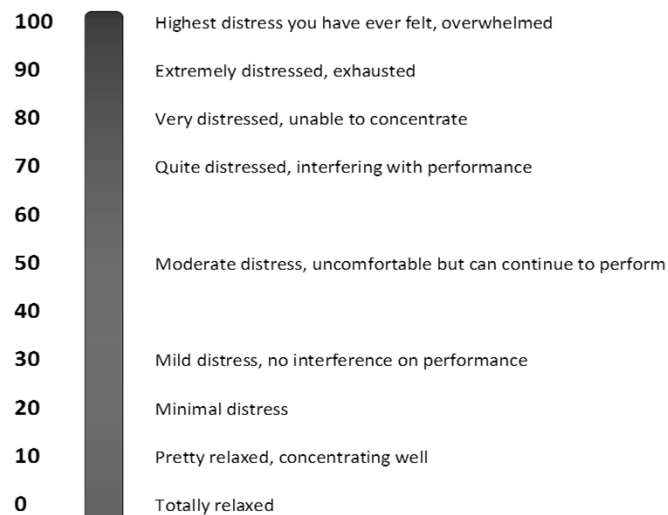 100 Highest distress you have ever felt, overwhelmed
90 Extremely distressed, exhausted
80 Very distressed, unable to concentrate
70 Quite distressed, interfering with performance
60
50 Moderate distress, uncomfortable but can continue to perform
40
30 Mild distress, no interference on performance
20 Minimal distress
10 Pretty relaxed, concentrating well
0 Totally relaxed